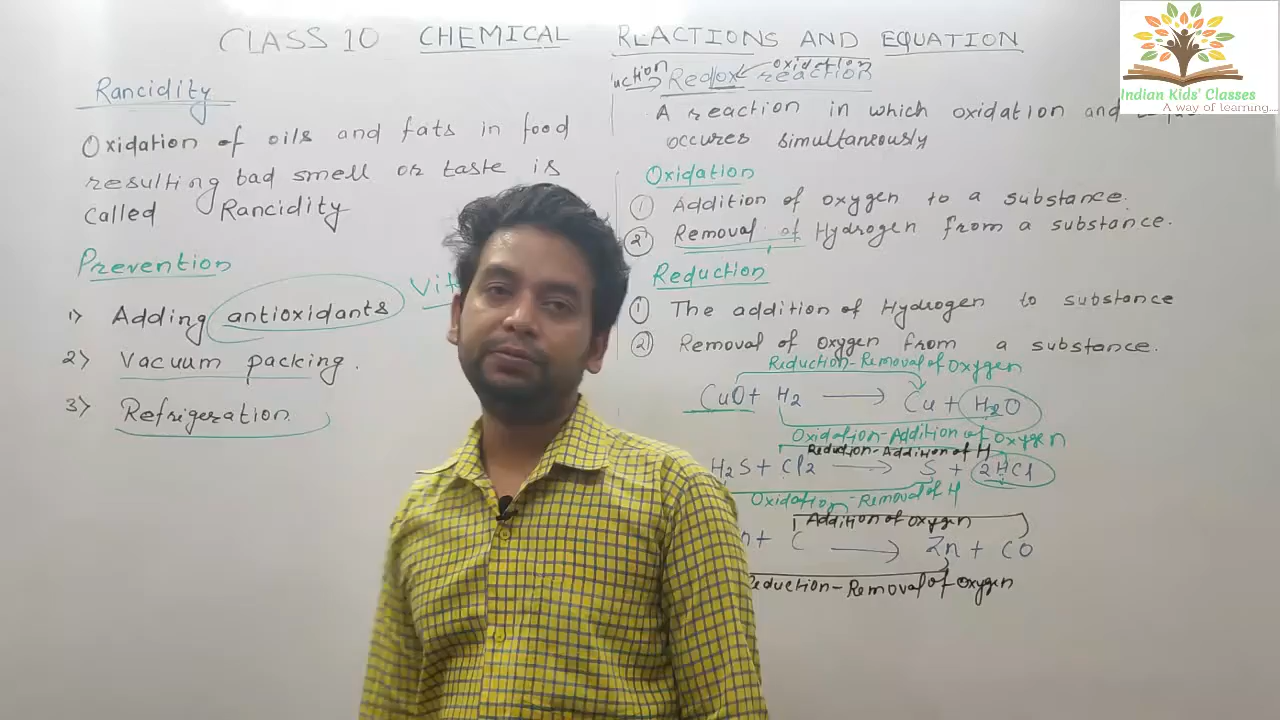 CLASS 10 CHEMICAL REACTIONS AND EQUATION
Indian Kids' Classes
A way of learning....
Rancidity
Oxidation of oils and fats in food
resulting bad smell or taste is
called Rancidity
Prevention
1) Adding antioxidants
2) Vacuum packing.
3) Refrigeration
uction oxidation
Redox reaction
A reaction in which oxidation and
occures simultaneously
Oxidation
① Addition of oxygen to a substance.
② Removal of Hydrogen from a substance.
Reduction
① The addition of Hydrogen to substance
② Removal of oxygen from a substance.
Reduction-Removal of Oxygen
CuO + H2 → Cu + H2O
Oxidation-Addition of Oxygen
Reduction-Addition of H
H2S + Cl2 → S + 2HCl
Oxidation-Removal of H
Addition of oxygen
n + C → Zn + CO
Reduction-Removal of Oxygen